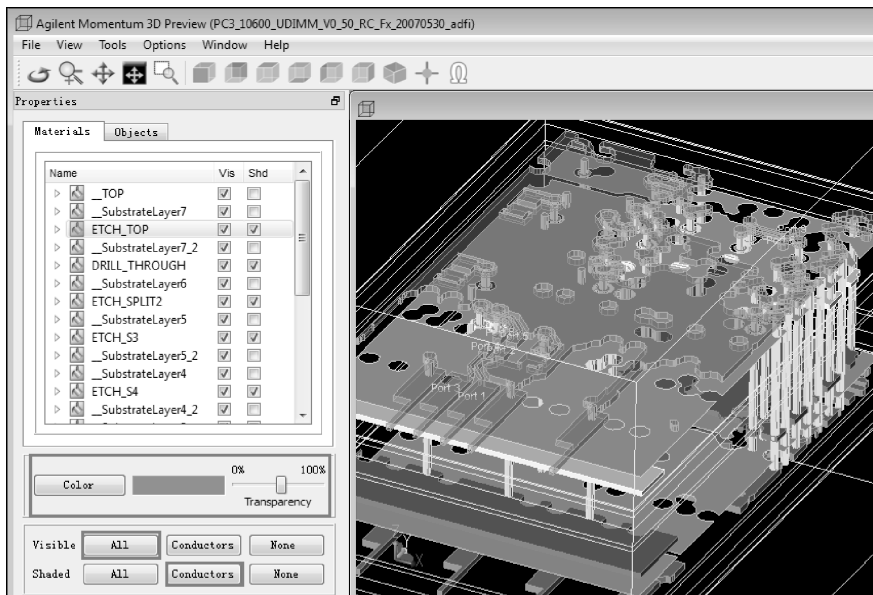 Agilent Momentum 3D Preview (PC3_10600_UDIMM_V0_50_RC_Fx_20070530_adfi)
File View Tools Options Window Help
Properties
Materials Objects
Name Vis Shd
__TOP
__SubstrateLayer7
ETCH_TOP
__SubstrateLayer7_2
DRILL_THROUGH
__SubstrateLayer6
ETCH_SPLIT2
__SubstrateLayer5
ETCH_S3
__SubstrateLayer5_2
__SubstrateLayer4
ETCH_S4
__SubstrateLayer4_2
0% 100%
Color
Transparency
Visible All Conductors None
Shaded All Conductors None
Port 3
Port 1
Z
X